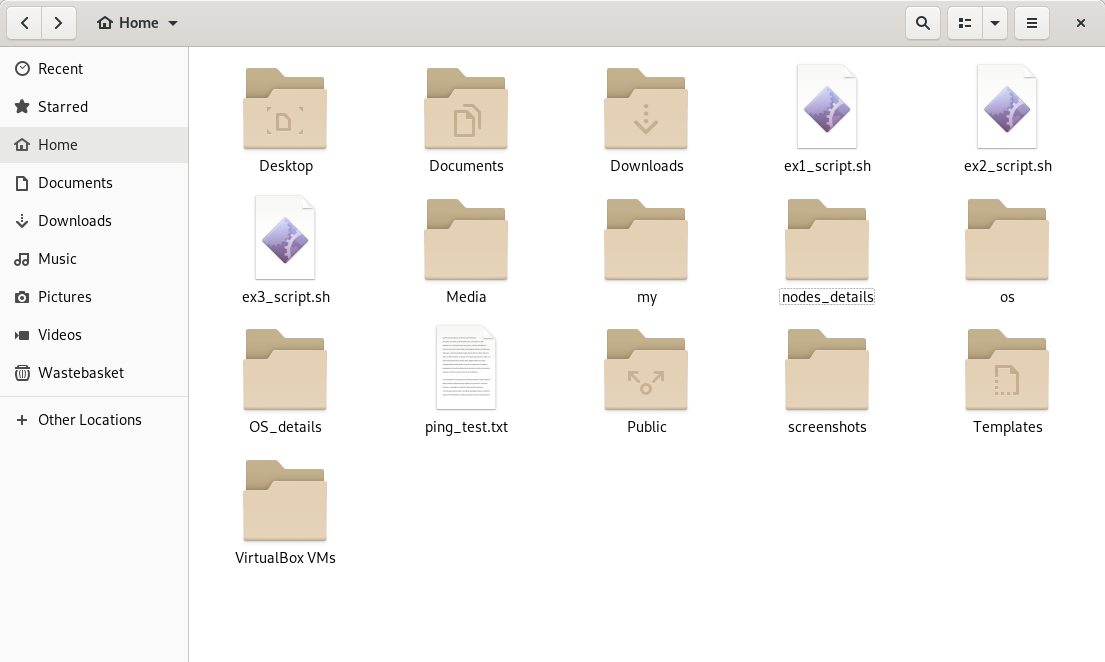 Home
Recent
Starred
Home
Documents
Downloads
Music
Pictures
Videos
Wastebasket
Other Locations
Desktop
Documents
Downloads
ex1_script.sh
ex2_script.sh
ex3_script.sh
Media
my
nodes_details
os
OS_details
ping_test.txt
Public
screenshots
Templates
VirtualBox VMs